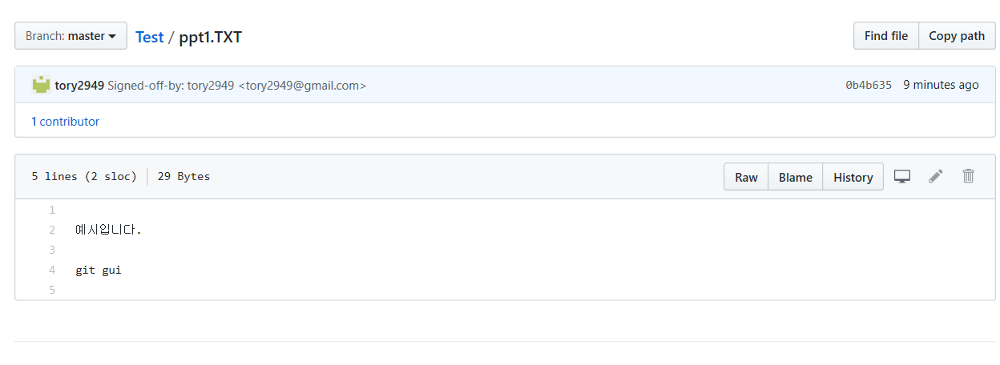 Branch: master
Test / ppt1.TXT
Find file
Copy path
tory2949 Signed-off-by: tory2949 <tory2949@gmail.com>
0b4b635 9 minutes ago
1 contributor
5 lines (2 sloc) 29 Bytes
Raw
Blame
History
1
2 예시입니다.
3
4 git gui
5